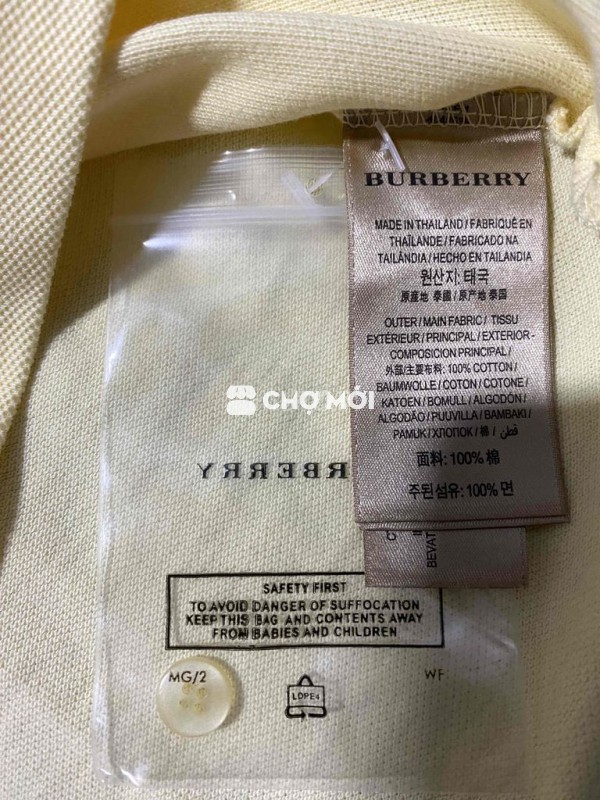 BURBERRY
MADE IN THAILAND / FABRIQUÉ EN
THAÏLANDE / FABRICADO NA
TAILÂNDIA / HECHO EN TAILANDIA
원산지: 태국
原産地 泰國 / 原产地 泰国
OUTER / MAIN FABRIC / TISSU
EXTÉRIEUR / PRINCIPAL / EXTERIOR-
COMPOSICION PRINCIPAL /
外部/主要布料: 100% COTTON /
BAUMWOLLE / COTON / COTONE /
KATOEN / BOMULL / ALGODÓN /
ALGODÃO / PUUVILLA / BAMBAKI /
PAMUK / ХЛОПОК / 棉 / قطن /
面料: 100% 棉
주된섬유: 100% 면
BEVAT
CHỢ MỚI
RBERRY
SAFETY FIRST
TO AVOID DANGER OF SUFFOCATION
KEEP THIS BAG AND CONTENTS AWAY
FROM BABIES AND CHILDREN
MG/2
LDPE4
WF